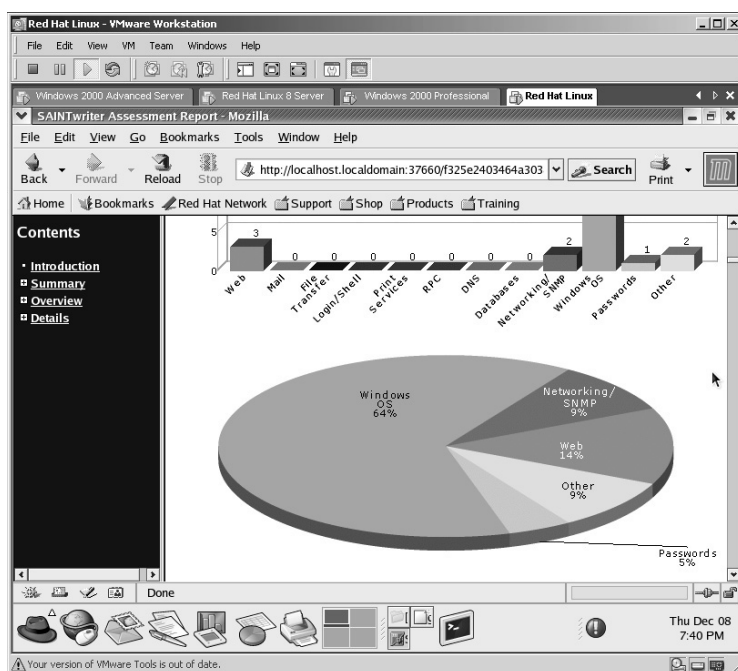 Red Hat Linux - VMware Workstation
File Edit View VM Team Windows Help
Windows 2000 Advanced Server Red Hat Linux 8 Server Windows 2000 Professional Red Hat Linux
SAINTwriter Assessment Report - Mozilla
File Edit View Go Bookmarks Tools Window Help
Back Forward Reload Stop http://localhost.localdomain:37660/f325e2403464a303 Search Print
Home Bookmarks Red Hat Network Support Shop Products Training
Contents
Introduction
Summary
Overview
Details
5
0
3 0 0 0 0 0 0 0 2 1 2
Web
Mail
File
Transfer
Login/Shell
Print
Services
RPC
DNS
Databases
Networking/
SNMP
Windows
OS
Passwords
Other
Windows
OS
64%
Networking/
SNMP
9%
Web
14%
Other
9%
Passwords
5%
Done
Thu Dec 08
7:40 PM
Your version of VMware Tools is out of date.